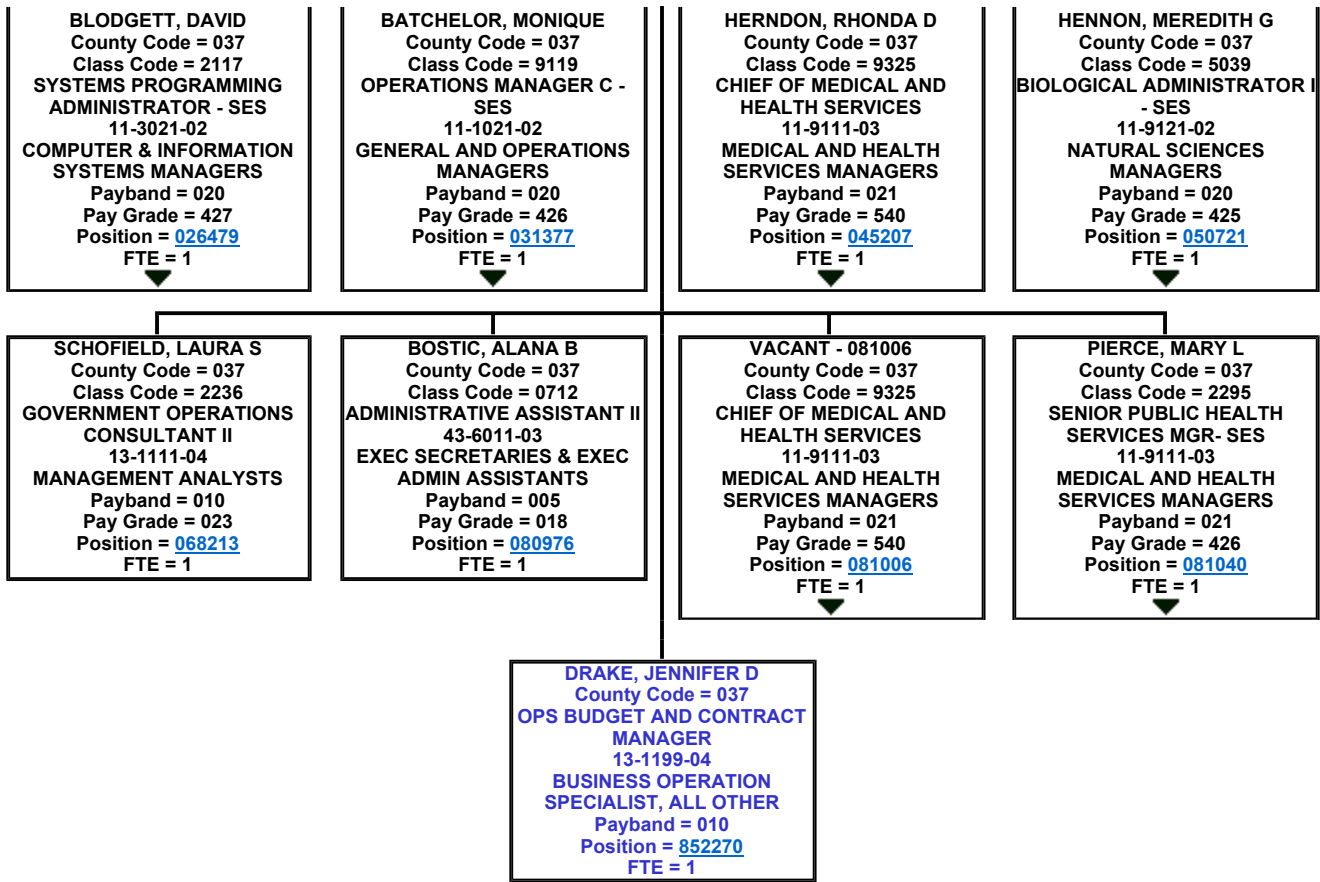 BLODGETT, DAVID
County Code = 037
Class Code = 2117
SYSTEMS PROGRAMMING
ADMINISTRATOR - SES
11-3021-02
COMPUTER & INFORMATION
SYSTEMS MANAGERS
Payband = 020
Pay Grade = 427
Position = 026479
FTE = 1
BATCHELOR, MONIQUE
County Code = 037
Class Code = 9119
OPERATIONS MANAGER C -
SES
11-1021-02
GENERAL AND OPERATIONS
MANAGERS
Payband = 020
Pay Grade = 426
Position = 031377
FTE = 1
HERNDON, RHONDA D
County Code = 037
Class Code = 9325
CHIEF OF MEDICAL AND
HEALTH SERVICES
11-9111-03
MEDICAL AND HEALTH
SERVICES MANAGERS
Payband = 021
Pay Grade = 540
Position = 045207
FTE = 1
HENNON, MEREDITH G
County Code = 037
Class Code = 5039
BIOLOGICAL ADMINISTRATOR I
- SES
11-9121-02
NATURAL SCIENCES
MANAGERS
Payband = 020
Pay Grade = 425
Position = 050721
FTE = 1
SCHOFIELD, LAURA S
County Code = 037
Class Code = 2236
GOVERNMENT OPERATIONS
CONSULTANT II
13-1111-04
MANAGEMENT ANALYSTS
Payband = 010
Pay Grade = 023
Position = 068213
FTE = 1
BOSTIC, ALANA B
County Code = 037
Class Code = 0712
ADMINISTRATIVE ASSISTANT II
43-6011-03
EXEC SECRETARIES & EXEC
ADMIN ASSISTANTS
Payband = 005
Pay Grade = 018
Position = 080976
FTE = 1
VACANT - 081006
County Code = 037
Class Code = 9325
CHIEF OF MEDICAL AND
HEALTH SERVICES
11-9111-03
MEDICAL AND HEALTH
SERVICES MANAGERS
Payband = 021
Pay Grade = 540
Position = 081006
FTE = 1
PIERCE, MARY L
County Code = 037
Class Code = 2295
SENIOR PUBLIC HEALTH
SERVICES MGR- SES
11-9111-03
MEDICAL AND HEALTH
SERVICES MANAGERS
Payband = 021
Pay Grade = 426
Position = 081040
FTE = 1
DRAKE, JENNIFER D
County Code = 037
OPS BUDGET AND CONTRACT
MANAGER
13-1199-04
BUSINESS OPERATION
SPECIALIST, ALL OTHER
Payband = 010
Position = 852270
FTE = 1